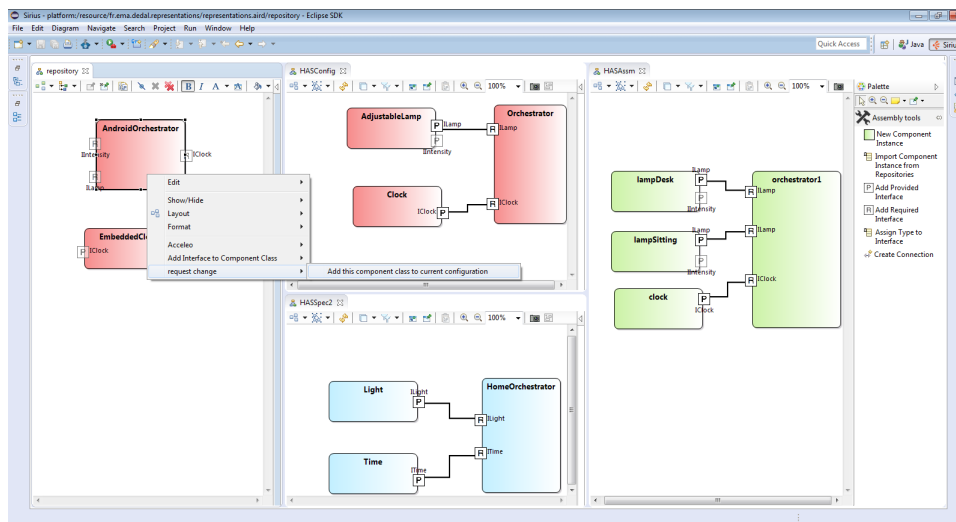 Sirius - platform:/resource/fr.ema.dedal.representations/representations.aird/repository - Eclipse SDK
File Edit Diagram Navigate Search Project Run Window Help
Quick Access
Java
Sirius
repository
B I A
AndroidOrchestrator
R
IIntensity
R IClock
R
ILamp
EmbeddedCl
P IClock
Edit
Show/Hide
Layout
Format
Acceleo
Add Interface to Component Class
request change
Add this component class to current configuration
HASConfig
100%
AdjustableLamp
P ILamp
P
IIntensity
Orchestrator
R ILamp
Clock
IClock P
R IClock
HASSpec2
100%
Light
ILight
P
HomeOrchestrator
R ILight
R ITime
Time
ITime
P
HASAssm
100%
lampDesk
ILamp
P
P
IIntensity
orchestrator1
R ILamp
lampSitting
ILamp
P
P
IIntensity
R ILamp
clock
P
IClock
R IClock
Palette
Assembly tools
New Component
Instance
Import Component
Instance from
Repositories
P Add Provided
Interface
R Add Required
Interface
Assign Type to
Interface
Create Connection